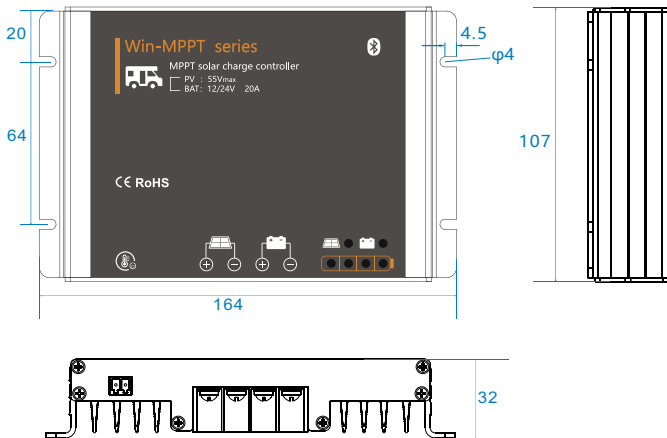 20
Win-MPPT series
4.5
MPPT solar charge controller
φ4
PV : 55Vmax
BAT: 12/24V 20A
64
107
CE RoHS
164
32